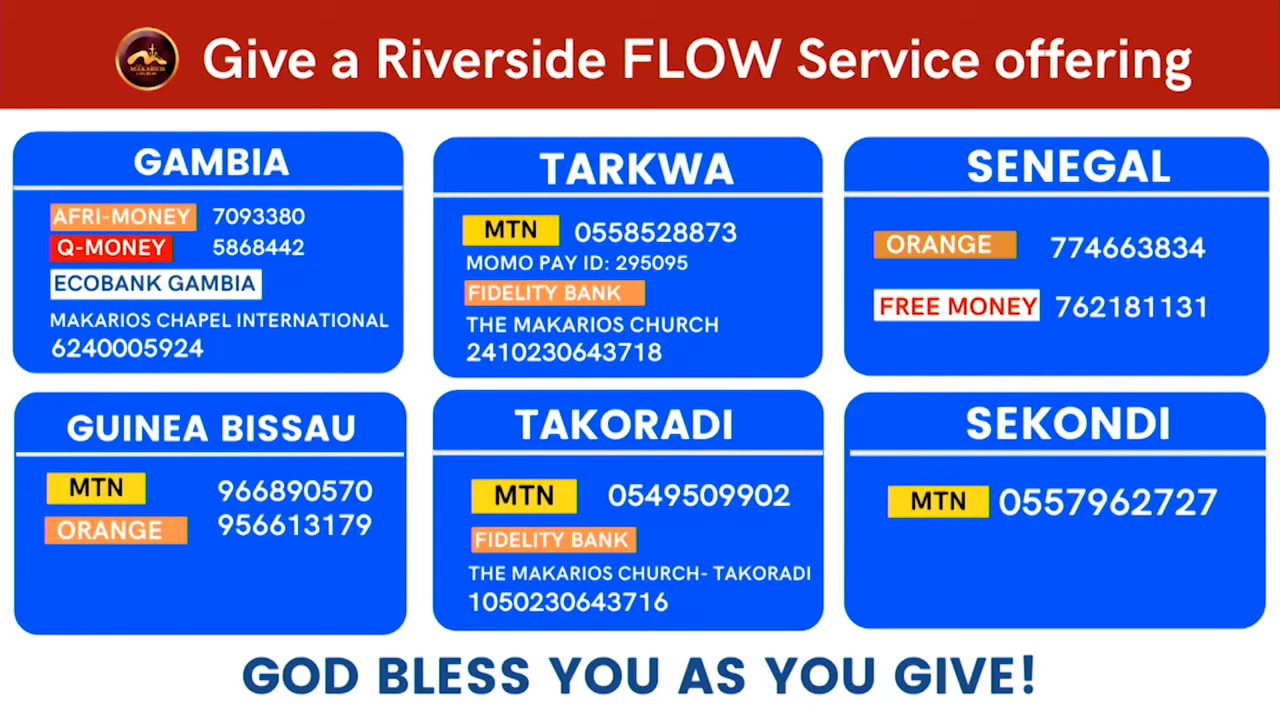 MAKARIOS
CHURCH
Give a Riverside FLOW Service offering
GAMBIA
AFRI-MONEY 7093380
Q-MONEY 5868442
ECOBANK GAMBIA
MAKARIOS CHAPEL INTERNATIONAL
6240005924
TARKWA
MTN 0558528873
MOMO PAY ID: 295095
FIDELITY BANK
THE MAKARIOS CHURCH
2410230643718
SENEGAL
ORANGE 774663834
FREE MONEY 762181131
GUINEA BISSAU
MTN 966890570
ORANGE 956613179
TAKORADI
MTN 0549509902
FIDELITY BANK
THE MAKARIOS CHURCH- TAKORADI
1050230643716
SEKONDI
MTN 0557962727
GOD BLESS YOU AS YOU GIVE!